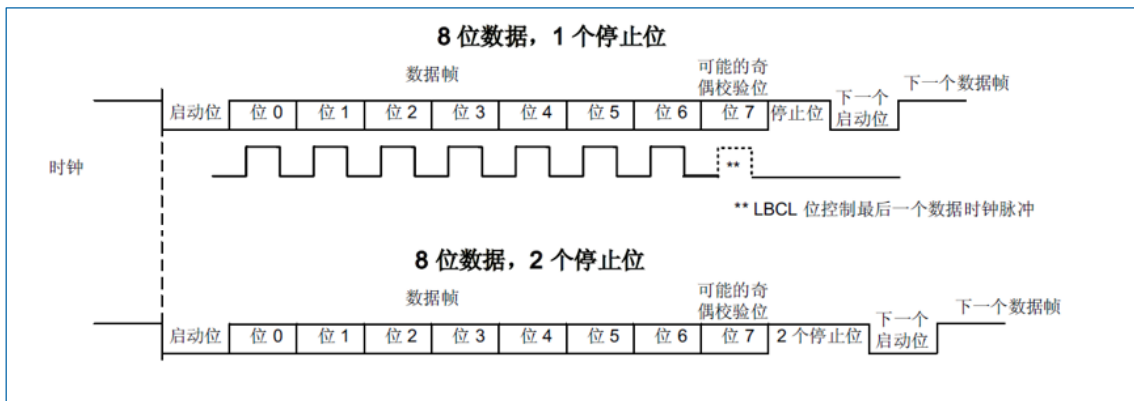 8 位数据，1 个停止位
数据帧
可能的奇
偶校验位
下一个数据帧
启动位 位 0 位 1 位 2 位 3 位 4 位 5 位 6 位 7 停止位 下一个
启动位
时钟
**
** LBCL 位控制最后一个数据时钟脉冲
8 位数据，2 个停止位
数据帧
可能的奇
偶校验位
下一个数据帧
启动位 位 0 位 1 位 2 位 3 位 4 位 5 位 6 位 7 2 个停止位 下一个
启动位